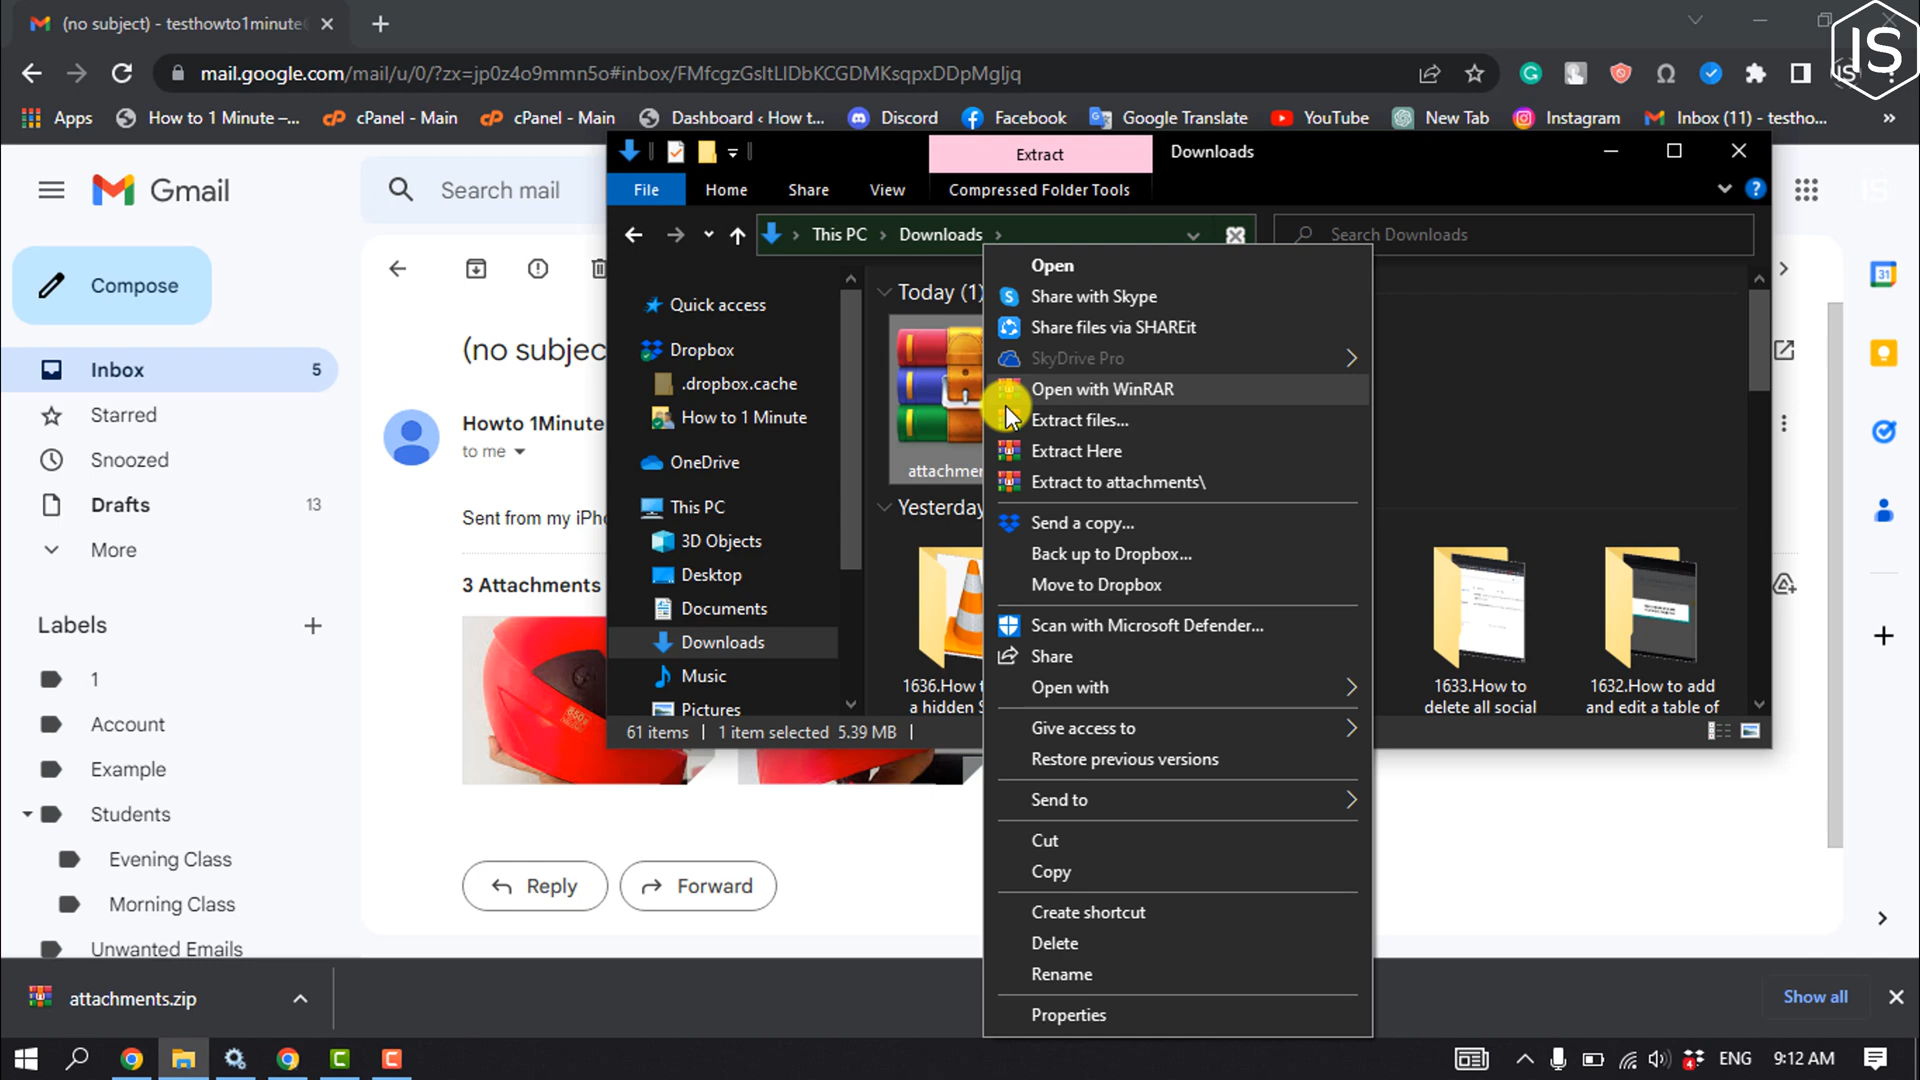 (no subject) - testhowto1minute
mail.google.com/mail/u/0/?zx=jp0z4o9mmn5o#inbox/FMfcgzGsltLlDbKCGDMKsqpxDDpMgljq
IS
Apps
How to 1 Minute –...
cPanel - Main
cPanel - Main
Dashboard ‹ How t...
Discord
Facebook
Google Translate
YouTube
New Tab
Instagram
Inbox (11) - testho...
»
Gmail
Search mail
Compose
Inbox 5
Starred
Snoozed
Drafts 13
More
Labels
1
Account
Example
Students
Evening Class
Morning Class
Unwanted Emails
(no subjec
Howto 1Minute
to me
Sent from my iPh
3 Attachments
Reply
Forward
Extract
Downloads
File
Home
Share
View
Compressed Folder Tools
This PC
Downloads
Search Downloads
Quick access
Dropbox
.dropbox.cache
How to 1 Minute
OneDrive
This PC
3D Objects
Desktop
Documents
Downloads
Music
Pictures
Today (1)
attachme
Yesterday
1636.How t
a hidden S
1633.How to
delete all social
1632.How to add
and edit a table of
61 items
1 item selected 5.39 MB
Open
Share with Skype
Share files via SHAREit
SkyDrive Pro
Open with WinRAR
Extract files...
Extract Here
Extract to attachments\
Send a copy...
Back up to Dropbox...
Move to Dropbox
Scan with Microsoft Defender...
Share
Open with
Give access to
Restore previous versions
Send to
Cut
Copy
Create shortcut
Delete
Rename
Properties
31
attachments.zip
Show all
ENG
9:12 AM